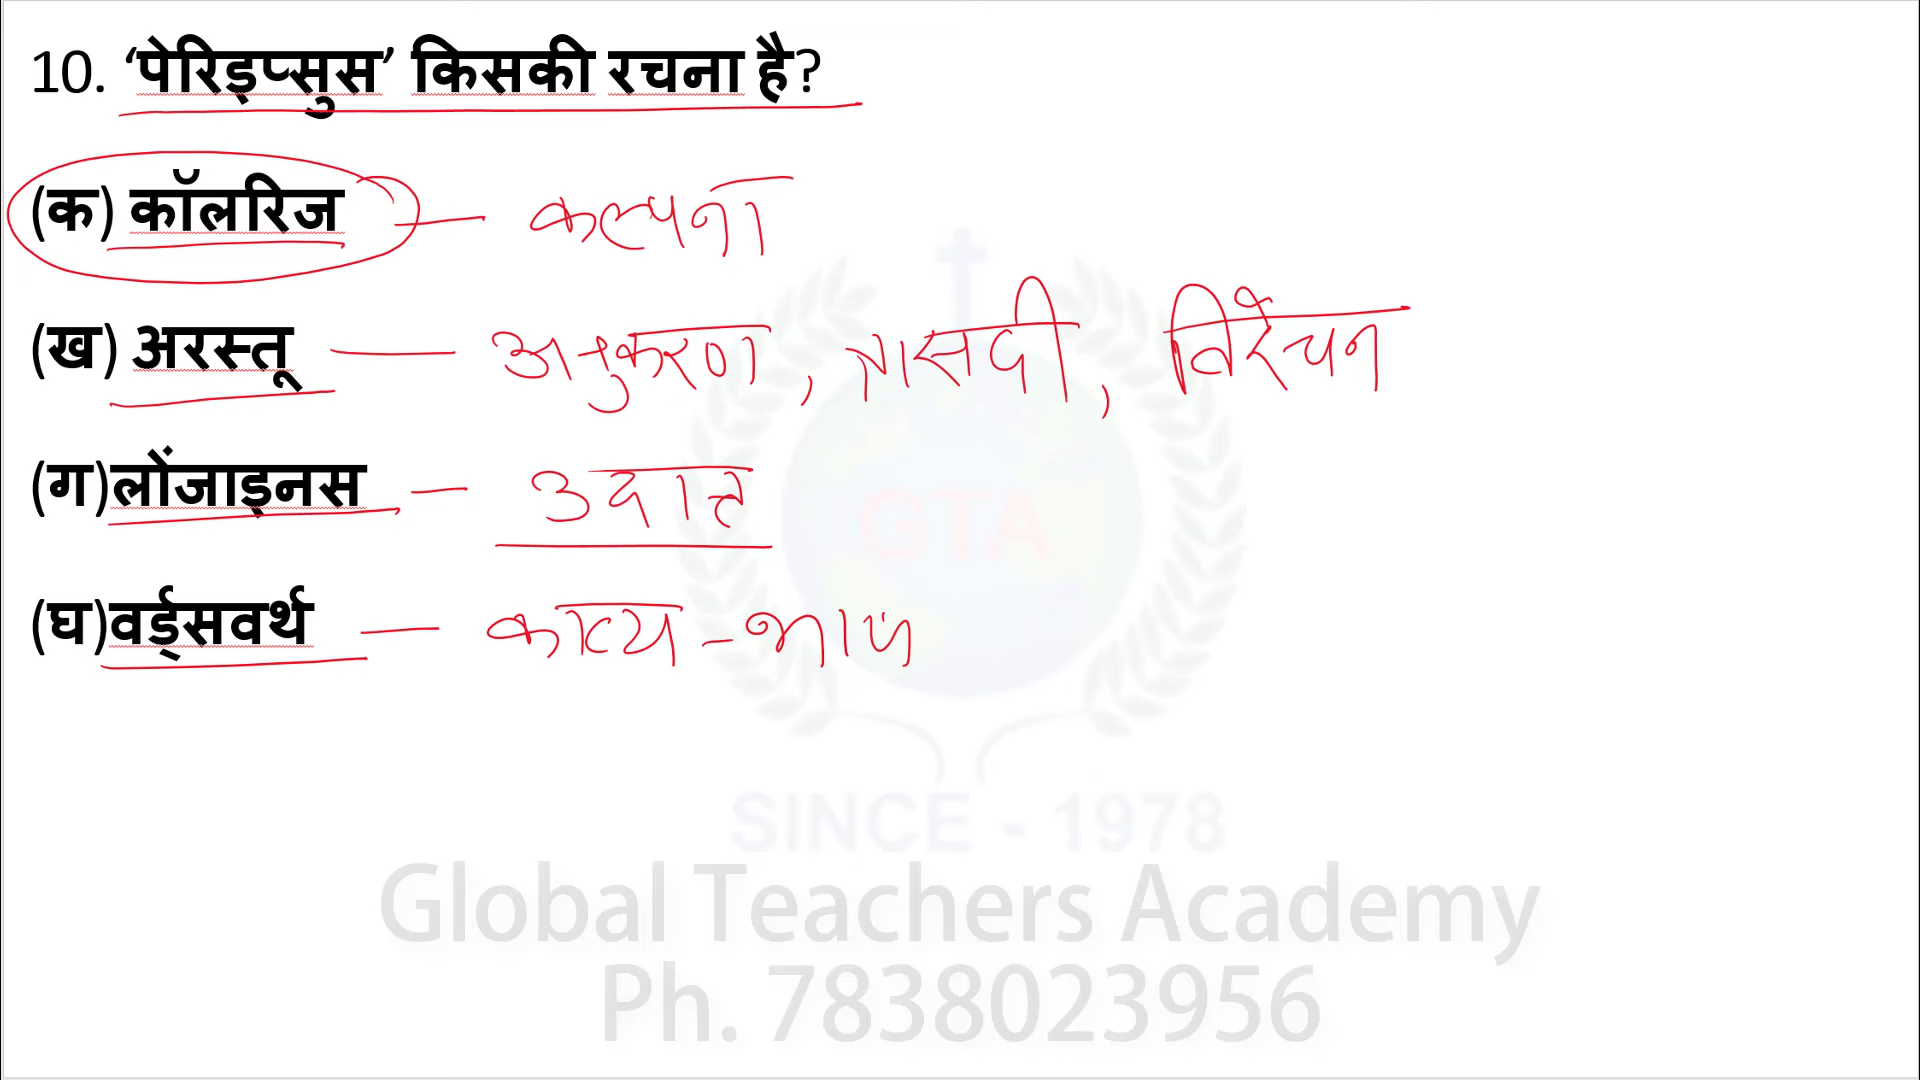 10. ‘पेरिइप्सुस’ किसकी रचना है?
(क) कॉलरिज — कल्पना
(ख) अरस्तू — अनुकरण, त्रासदी, विरेचन
(ग)लोंजाइनस — उदात्त
(घ)वर्ड्सवर्थ — काव्य-भाषा
GTA
SINCE - 1978
Global Teachers Academy
Ph. 7838023956